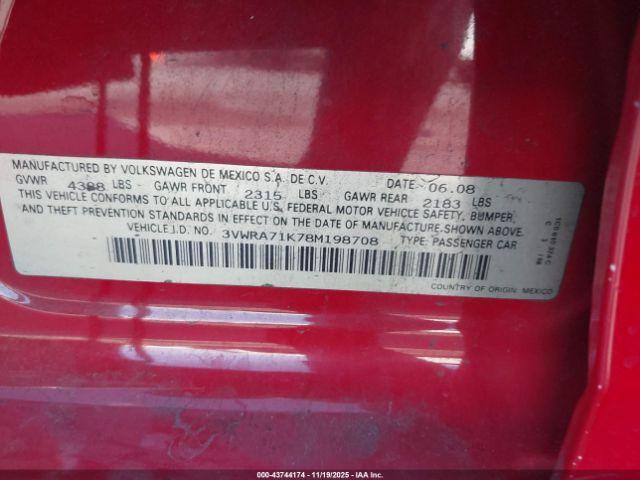 MANUFACTURED BY VOLKSWAGEN DE MEXICO S.A. DE C.V. DATE 06.08
GVWR 4388 LBS GAWR FRONT 2315 LBS GAWR REAR 2183 LBS
THIS VEHICLE CONFORMS TO ALL APPLICABLE U.S. FEDERAL MOTOR VEHICLE SAFETY, BUMPER,
AND THEFT PREVENTION STANDARDS IN EFFECT ON THE DATE OF MANUFACTURE, SHOWN ABOVE.
VEHICLE I.D. NO. 3VWRA71K78M198708 TYPE: PASSENGER CAR
COUNTRY OF ORIGIN: MEXICO
000-43744174 | 11/19/2025 - IAAI.COM